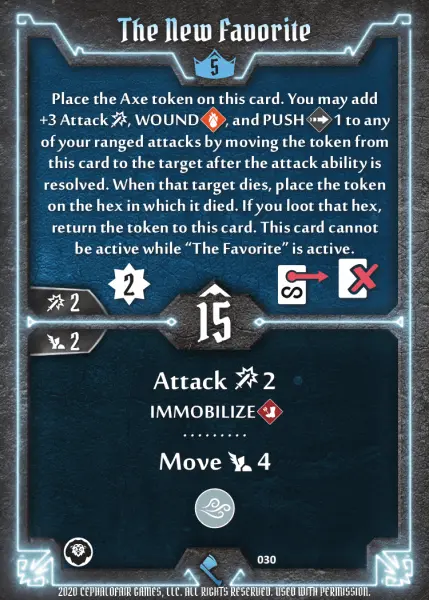 The New Favorite
5
Place the Axe token on this card. You may add
+3 Attack, WOUND, and PUSH 1 to any
of your ranged attacks by moving the token from
this card to the target after the attack ability is
resolved. When that target dies, place the token
on the hex in which it died. If you loot that hex,
return the token to this card. This card cannot
be active while “The Favorite” is active.
2
S
2
15
2
Attack 2
IMMOBILIZE
Move 4
030
2020 CEPHALOFAIR GAMES, LLC. ALL RIGHTS RESERVED. USED WITH PERMISSION.